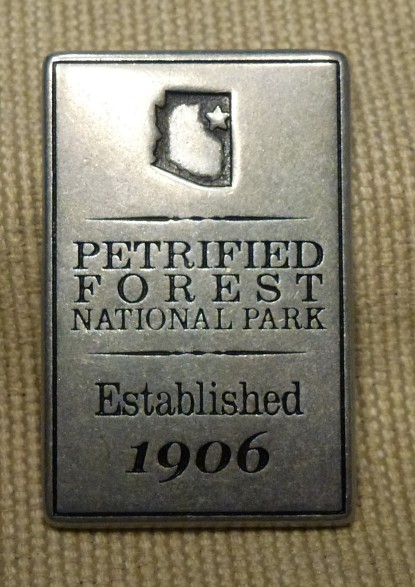 PETRIFIED
FOREST
NATIONAL PARK
Established
1906